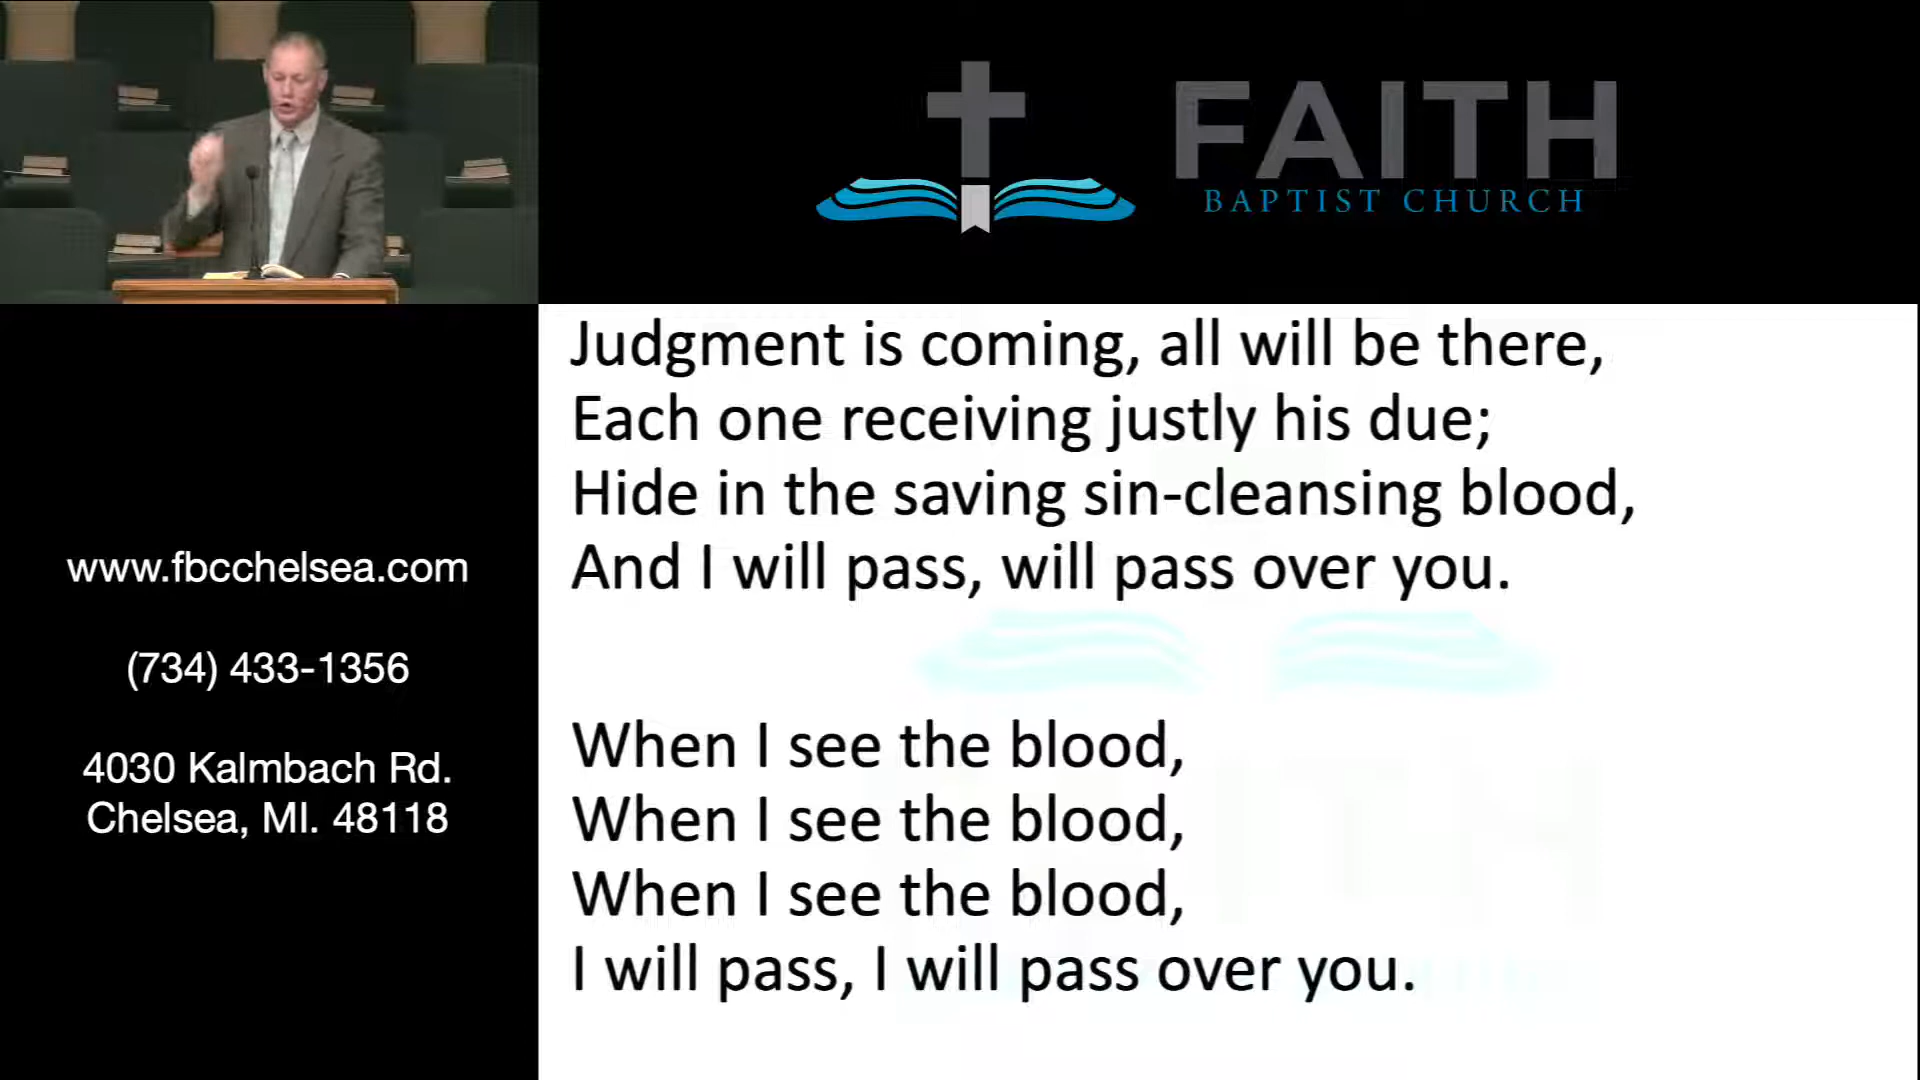 FAITH
BAPTIST CHURCH
Judgment is coming, all will be there,
Each one receiving justly his due;
Hide in the saving sin-cleansing blood,
And I will pass, will pass over you.
When I see the blood,
When I see the blood,
When I see the blood,
I will pass, I will pass over you.
www.fbcchelsea.com
(734) 433-1356
4030 Kalmbach Rd.
Chelsea, MI. 48118